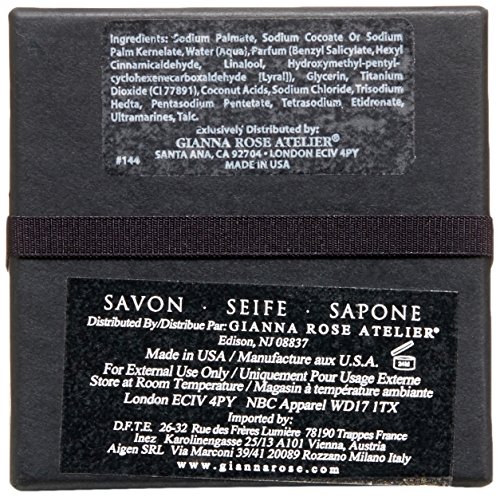 Ingredients: Sodium Palmate, Sodium Cocoate Or Sodium
Palm Kernelate, Water (Aqua), Parfum (Benzyl Salicylate, Hexyl
Cinnamicaldehyde, Linalool, Hydroxymethyl-pentyl-
cyclohexenecarboxaldehyde [Lyral]), Glycerin, Titanium
Dioxide (CI 77891), Coconut Acids, Sodium Chloride, Trisodium
Hedta, Pentasodium Pentetate, Tetrasodium Etidronate,
Ultramarines, Talc.
Exclusively Distributed by:
GIANNA ROSE ATELIER®
SANTA ANA, CA 92704 • LONDON ECIV 4PY
#144 MADE IN USA
SAVON · SEIFE · SAPONE
Distributed By/Distribue Par: GIANNA ROSE ATELIER®
Edison, NJ 08837
Made in USA / Manufacture aux U.S.A.
24M
For External Use Only / Uniquement Pour Usage Externe
Store at Room Temperature / Magasin à température ambiante
London ECIV 4PY NBC Apparel WD17 1TX
Imported by:
D.F.T.E. 26-32 Rue des Frères Lumière 78190 Trappes France
Inez Karolinengasse 25/13 A101 Vienna, Austria
Aigen SRL Via Marconi 39/41 20089 Rozzano Milano Italy
www.giannarose.com